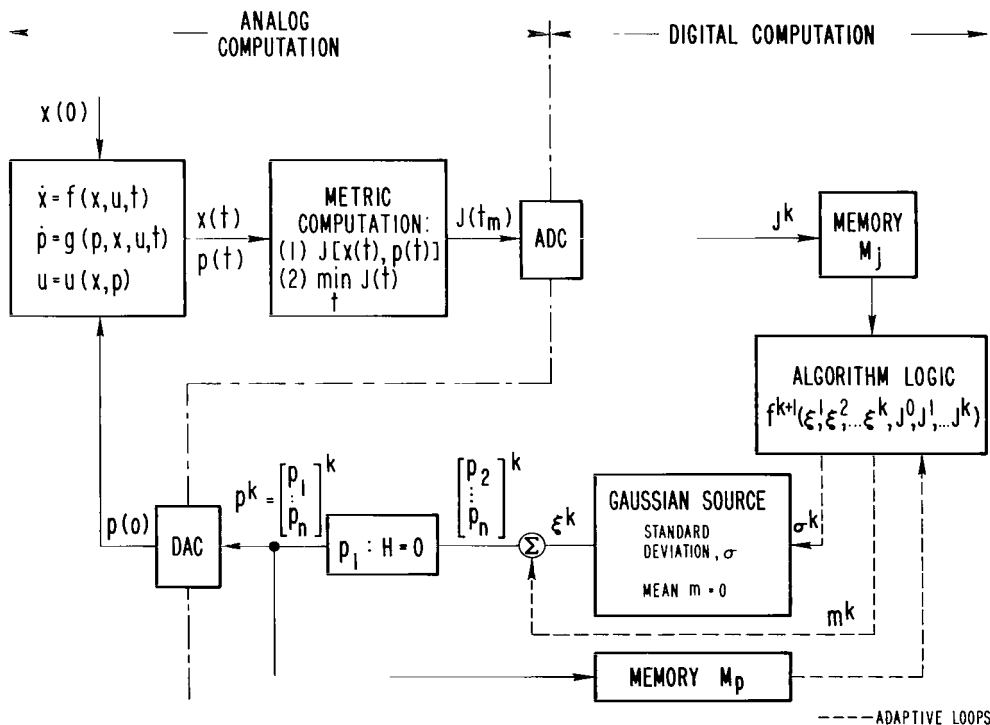 ANALOG
COMPUTATION
DIGITAL COMPUTATION
x(0)
ẋ = f(x,u,t)
ṗ = g(p,x,u,t)
u = u(x,p)
x(t)
p(t)
METRIC
COMPUTATION:
(1) J[x(t), p(t)]
(2) min J(t)
t
J(t_m)
ADC
J^k
MEMORY
M_j
ALGORITHM LOGIC
f^{k+1}(ξ^1,ξ^2,...ξ^k,J^0,J^1,...J^k)
p(o)
DAC
p^k = [p_1 ⋮ p_n]^k
p_1 : H = 0
[p_2 ⋮ p_n]^k
Σ
ξ^k
GAUSSIAN SOURCE
STANDARD
DEVIATION, σ
MEAN m = 0
σ^k
m^k
MEMORY M_p
-----ADAPTIVE LOOPS